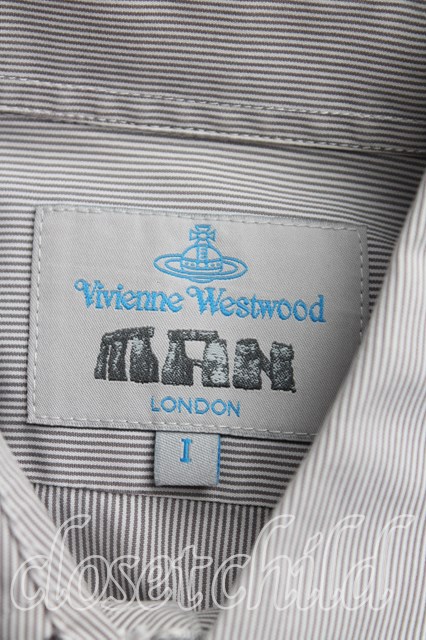 Vivienne Westwood
MAN
LONDON
I
closet child